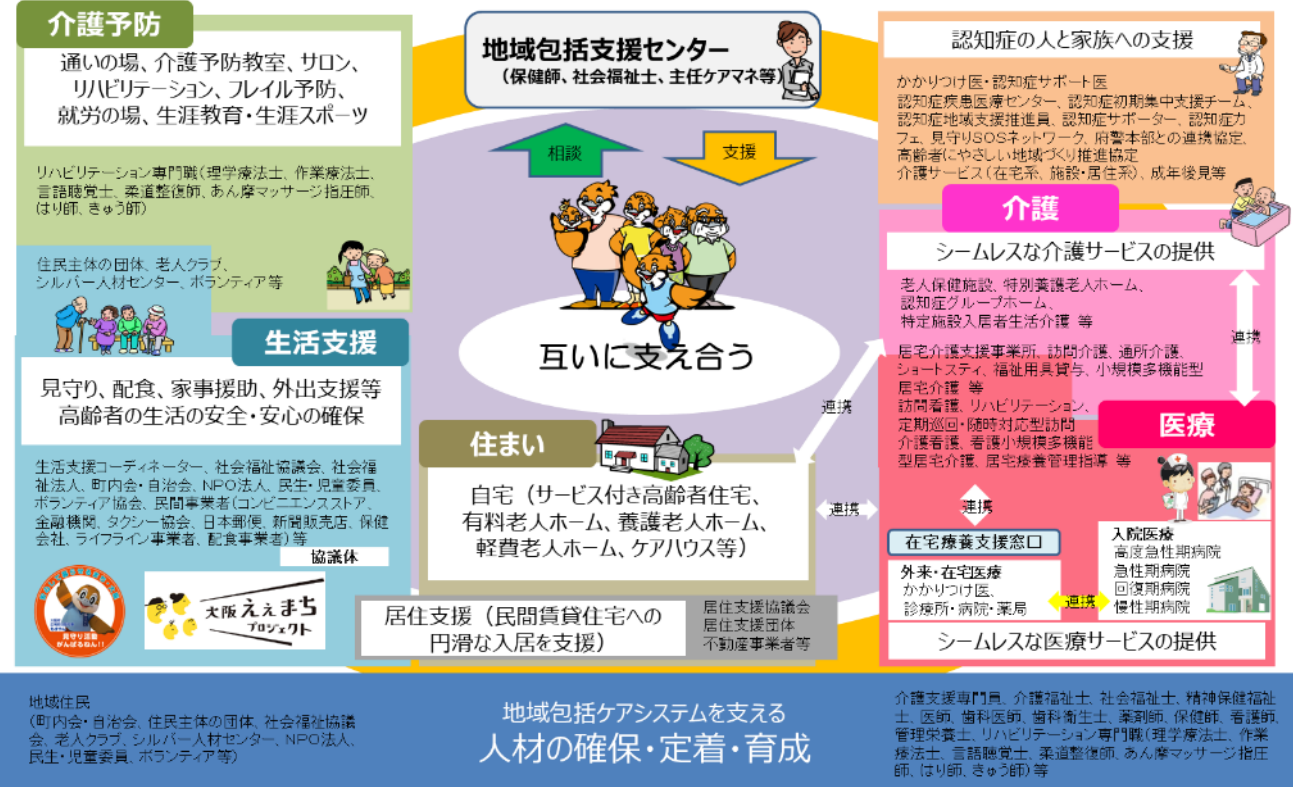 介護予防
通いの場、介護予防教室、サロン、
リハビリテーション、フレイル予防、
就労の場、生涯教育・生涯スポーツ
リハビリテーション専門職（理学療法士、作業療法士、
言語聴覚士、柔道整復師、あん摩マッサージ指圧師、
はり師、きゅう師）
住民主体の団体、老人クラブ、
シルバー人材センター、ボランティア等
生活支援
見守り、配食、家事援助、外出支援等
高齢者の生活の安全・安心の確保
生活支援コーディネーター、社会福祉協議会、社会福
祉法人、町内会・自治会、NPO法人、民生・児童委員、
ボランティア協会、民間事業者（コンビニエンスストア、
金融機関、タクシー協会、日本郵便、新聞販売店、保健
会社、ライフライン事業者、配食事業者）等
協議体
見守り活動
がんばるねん!!
大阪ええまち
プロジェクト
地域包括支援センター
（保健師、社会福祉士、主任ケアマネ等）
相談
支援
互いに支え合う
連携
連携
住まい
自宅（サービス付き高齢者住宅、
有料老人ホーム、養護老人ホーム、
軽費老人ホーム、ケアハウス等）
居住支援（民間賃貸住宅への
円滑な入居を支援）
居住支援協議会
居住支援団体
不動産事業者等
認知症の人と家族への支援
かかりつけ医・認知症サポート医
認知症疾患医療センター、認知症初期集中支援チーム、
認知症地域支援推進員、認知症サポーター、認知症カ
フェ、見守りSOSネットワーク、府警本部との連携協定、
高齢者にやさしい地域づくり推進協定
介護サービス（在宅系、施設・居住系）、成年後見等
介護
シームレスな介護サービスの提供
老人保健施設、特別養護老人ホーム、
認知症グループホーム、
特定施設入居者生活介護 等
連携
居宅介護支援事業所、訪問介護、通所介護、
ショートスティ、福祉用具貸与、小規模多機能型
居宅介護 等
訪問看護、リハビリテーション、
定期巡回・随時対応型訪問
介護看護、看護小規模多機能
型居宅介護、居宅療養管理指導 等
医療
連携
在宅療養支援窓口
外来・在宅医療
かかりつけ医、
診療所・病院・薬局
連携
入院医療
高度急性期病院
急性期病院
回復期病院
慢性期病院
シームレスな医療サービスの提供
地域住民
（町内会・自治会、住民主体の団体、社会福祉協議
会、老人クラブ、シルバー人材センター、NPO法人、
民生・児童委員、ボランティア等）
地域包括ケアシステムを支える
人材の確保・定着・育成
介護支援専門員、介護福祉士、社会福祉士、精神保健福祉
士、医師、歯科医師、歯科衛生士、薬剤師、保健師、看護師、
管理栄養士、リハビリテーション専門職（理学療法士、作業
療法士、言語聴覚士、柔道整復師、あん摩マッサージ指圧
師、はり師、きゅう師）等